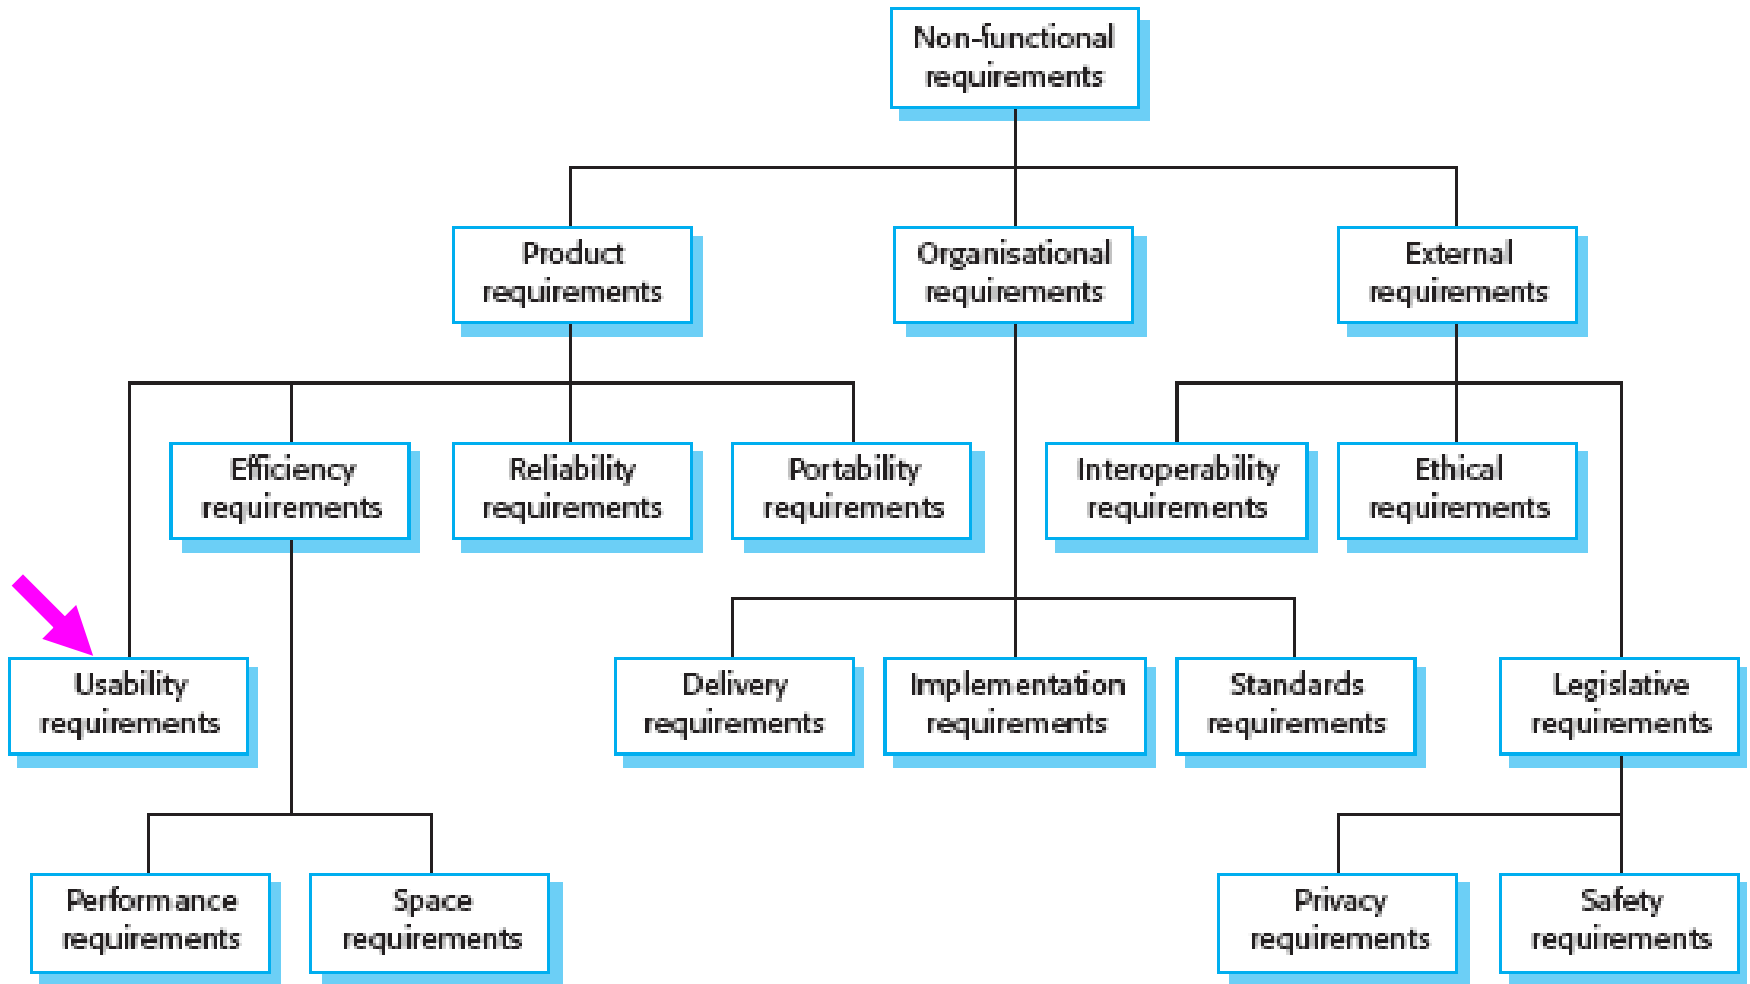 Non-functional
requirements
Product
requirements
Organisational
requirements
External
requirements
Efficiency
requirements
Reliability
requirements
Portability
requirements
Interoperability
requirements
Ethical
requirements
Usability
requirements
Delivery
requirements
Implementation
requirements
Standards
requirements
Legislative
requirements
Performance
requirements
Space
requirements
Privacy
requirements
Safety
requirements